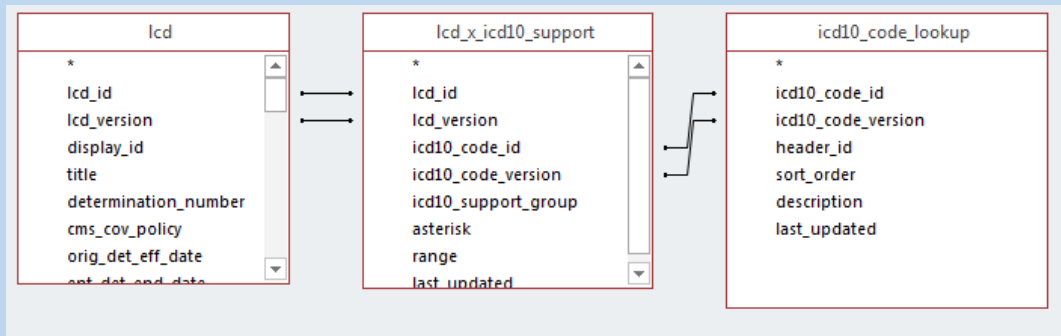 lcd
*
lcd_id
lcd_version
display_id
title
determination_number
cms_cov_policy
orig_det_eff_date
ent_det_end_date
lcd_x_icd10_support
*
lcd_id
lcd_version
icd10_code_id
icd10_code_version
icd10_support_group
asterisk
range
last_updated
icd10_code_lookup
*
icd10_code_id
icd10_code_version
header_id
sort_order
description
last_updated